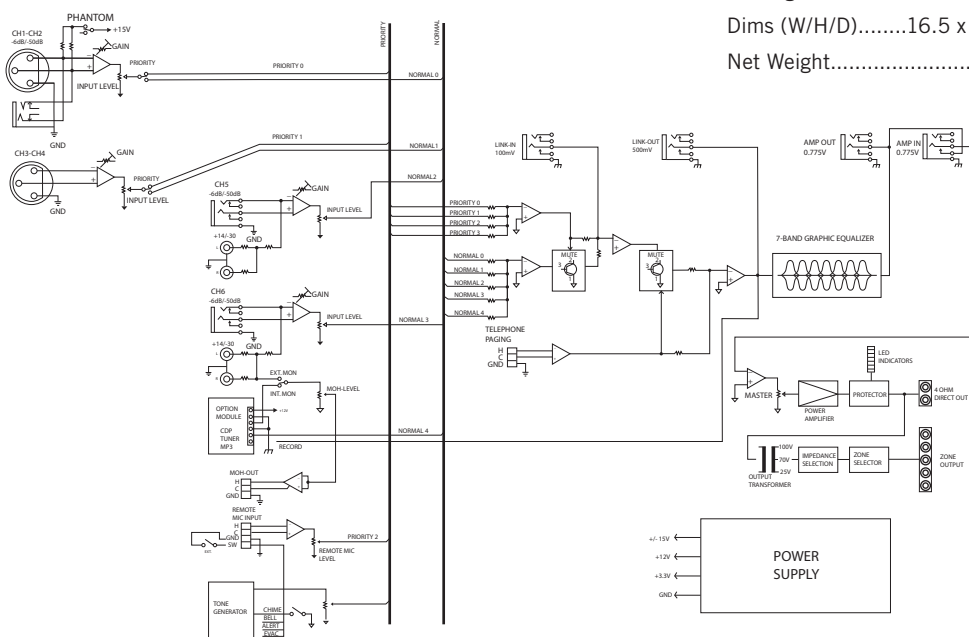 Dims (W/H/D)........16.5 x
Net Weight......................
PHANTOM
+15V
CH1-CH2
-6dB/-50dB
GAIN
PRIORITY
INPUT LEVEL
GND
CH3-CH4
GAIN
PRIORITY
INPUT LEVEL
GND
PRIORITY
NORMAL
PRIORITY 0
NORMAL 0
PRIORITY 1
NORMAL1
NORMAL2
CH5
-6dB/-50dB
GAIN
INPUT LEVEL
+14/-30
GND
L
R
CH6
-6dB/-50dB
GAIN
INPUT LEVEL
NORMAL 3
+14/-30
GND
L
R
EXT. MON
INT. MON
MOH-LEVEL
OPTION
MODULE
CDP
TUNER
MP3
+12V
NORMAL 4
RECORD
MOH-OUT
H
C
GND
REMOTE
MIC INPUT
H
C
GND
SW
EXT.
REMOTE MIC
LEVEL
PRIORITY 2
TONE
GENERATOR
CHIME
BELL
ALERT
EVAC
PRIORITY 0
PRIORITY 1
PRIORITY 2
PRIORITY 3
NORMAL 0
NORMAL 1
NORMAL 2
NORMAL 3
NORMAL 4
LINK-IN
100mV
LINK-OUT
500mV
MUTE
3
2
1
MUTE
3
2
1
TELEPHONE
PAGING
H
C
GND
AMP OUT
0.775V
AMP IN
0.775V
7-BAND GRAPHIC EQUALIZER
LED
INDICATORS
MASTER
POWER
AMPLIFIER
PROTECTOR
4 OHM
DIRECT OUT
100V
70V
25V
OUTPUT
TRANSFORMER
IMPEDANCE
SELECTION
ZONE
SELECTOR
ZONE
OUTPUT
+/- 15V
+12V
+3.3V
GND
POWER
SUPPLY